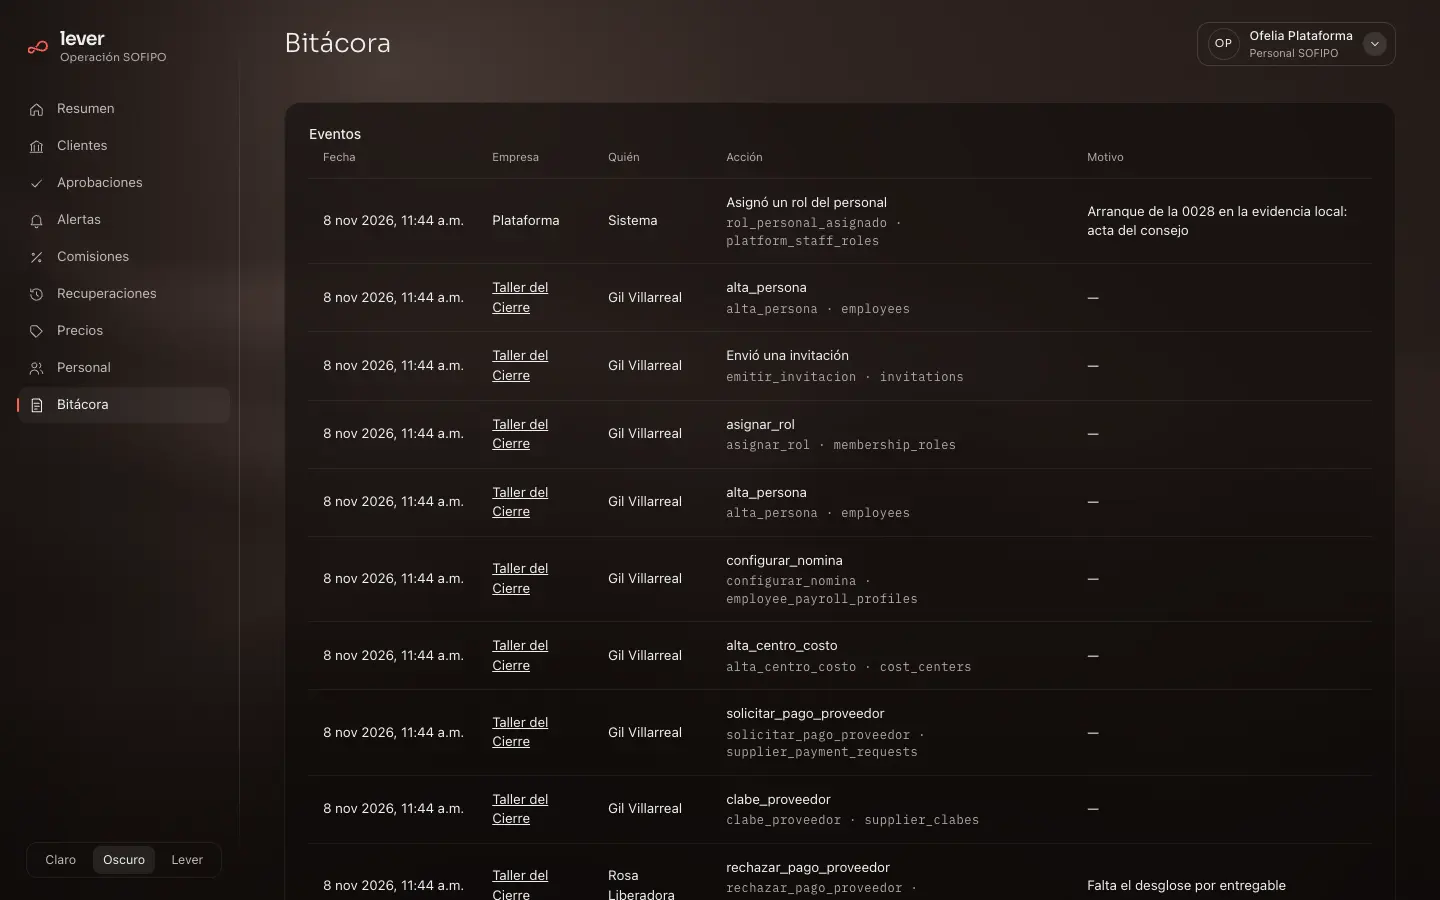 lever
Operación SOFIPO
Resumen
Clientes
Aprobaciones
Alertas
Comisiones
Recuperaciones
Precios
Personal
Bitácora
Claro Oscuro Lever
Bitácora
OP
Ofelia Plataforma
Personal SOFIPO
Eventos
Fecha Empresa Quién Acción Motivo
8 nov 2026, 11:44 a.m. Plataforma Sistema
Asignó un rol del personal
rol_personal_asignado ·
platform_staff_roles
Arranque de la 0028 en la evidencia local:
acta del consejo
8 nov 2026, 11:44 a.m.
Taller del
Cierre
Gil Villarreal
alta_persona
alta_persona · employees
—
8 nov 2026, 11:44 a.m.
Taller del
Cierre
Gil Villarreal
Envió una invitación
emitir_invitacion · invitations
—
8 nov 2026, 11:44 a.m.
Taller del
Cierre
Gil Villarreal
asignar_rol
asignar_rol · membership_roles
—
8 nov 2026, 11:44 a.m.
Taller del
Cierre
Gil Villarreal
alta_persona
alta_persona · employees
—
8 nov 2026, 11:44 a.m.
Taller del
Cierre
Gil Villarreal
configurar_nomina
configurar_nomina ·
employee_payroll_profiles
—
8 nov 2026, 11:44 a.m.
Taller del
Cierre
Gil Villarreal
alta_centro_costo
alta_centro_costo · cost_centers
—
8 nov 2026, 11:44 a.m.
Taller del
Cierre
Gil Villarreal
solicitar_pago_proveedor
solicitar_pago_proveedor ·
supplier_payment_requests
—
8 nov 2026, 11:44 a.m.
Taller del
Cierre
Gil Villarreal
clabe_proveedor
clabe_proveedor · supplier_clabes
—
8 nov 2026, 11:44 a.m.
Taller del
Cierre
Rosa
Liberadora
rechazar_pago_proveedor
rechazar_pago_proveedor ·
Falta el desglose por entregable